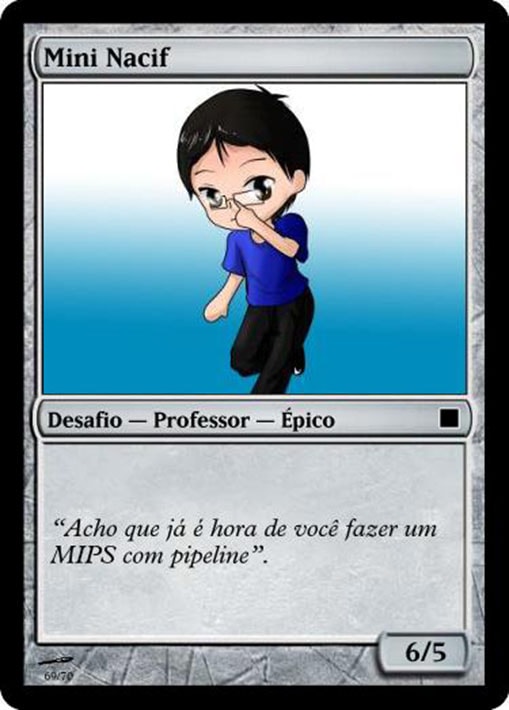 Mini Nacif
Desafio — Professor — Épico
“Acho que já é hora de você fazer um
MIPS com pipeline”.
6/5
69/70